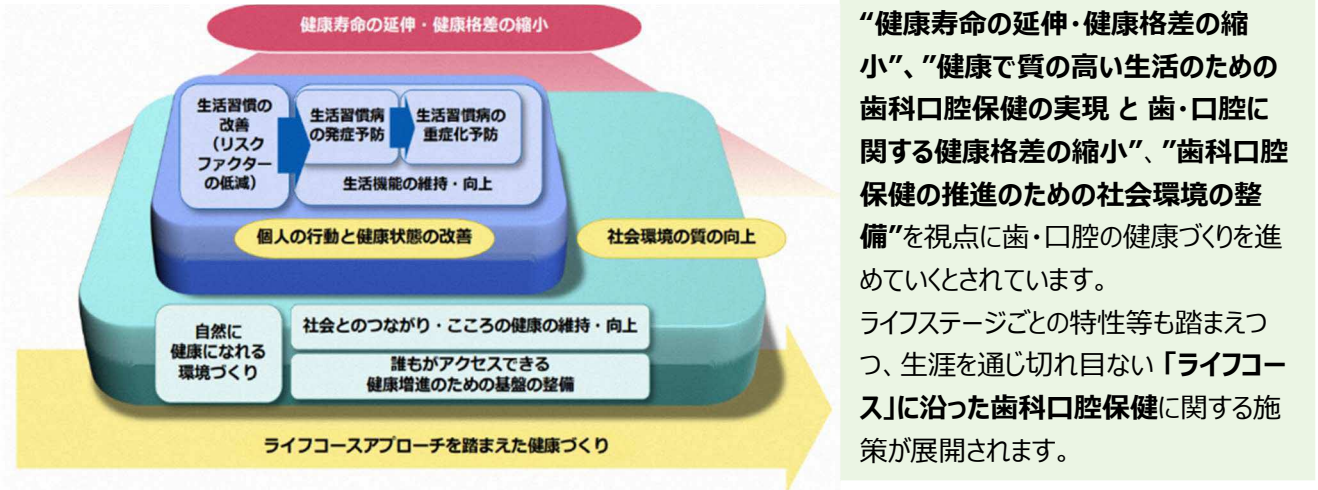 健康寿命の延伸・健康格差の縮小
生活習慣の
改善
（リスク
ファクター
の低減）
生活習慣病
の発症予防
生活習慣病の
重症化予防
生活機能の維持・向上
個人の行動と健康状態の改善
社会環境の質の向上
自然に
健康になれる
環境づくり
社会とのつながり・こころの健康の維持・向上
誰もがアクセスできる
健康増進のための基盤の整備
ライフコースアプローチを踏まえた健康づくり
“健康寿命の延伸・健康格差の縮
小”、”健康で質の高い生活のための
歯科口腔保健の実現 と 歯・口腔に
関する健康格差の縮小”、”歯科口腔
保健の推進のための社会環境の整
備”を視点に歯・口腔の健康づくりを進
めていくとされています。
ライフステージごとの特性等も踏まえつ
つ、生涯を通じ切れ目ない「ライフコー
ス」に沿った歯科口腔保健に関する施
策が展開されます。